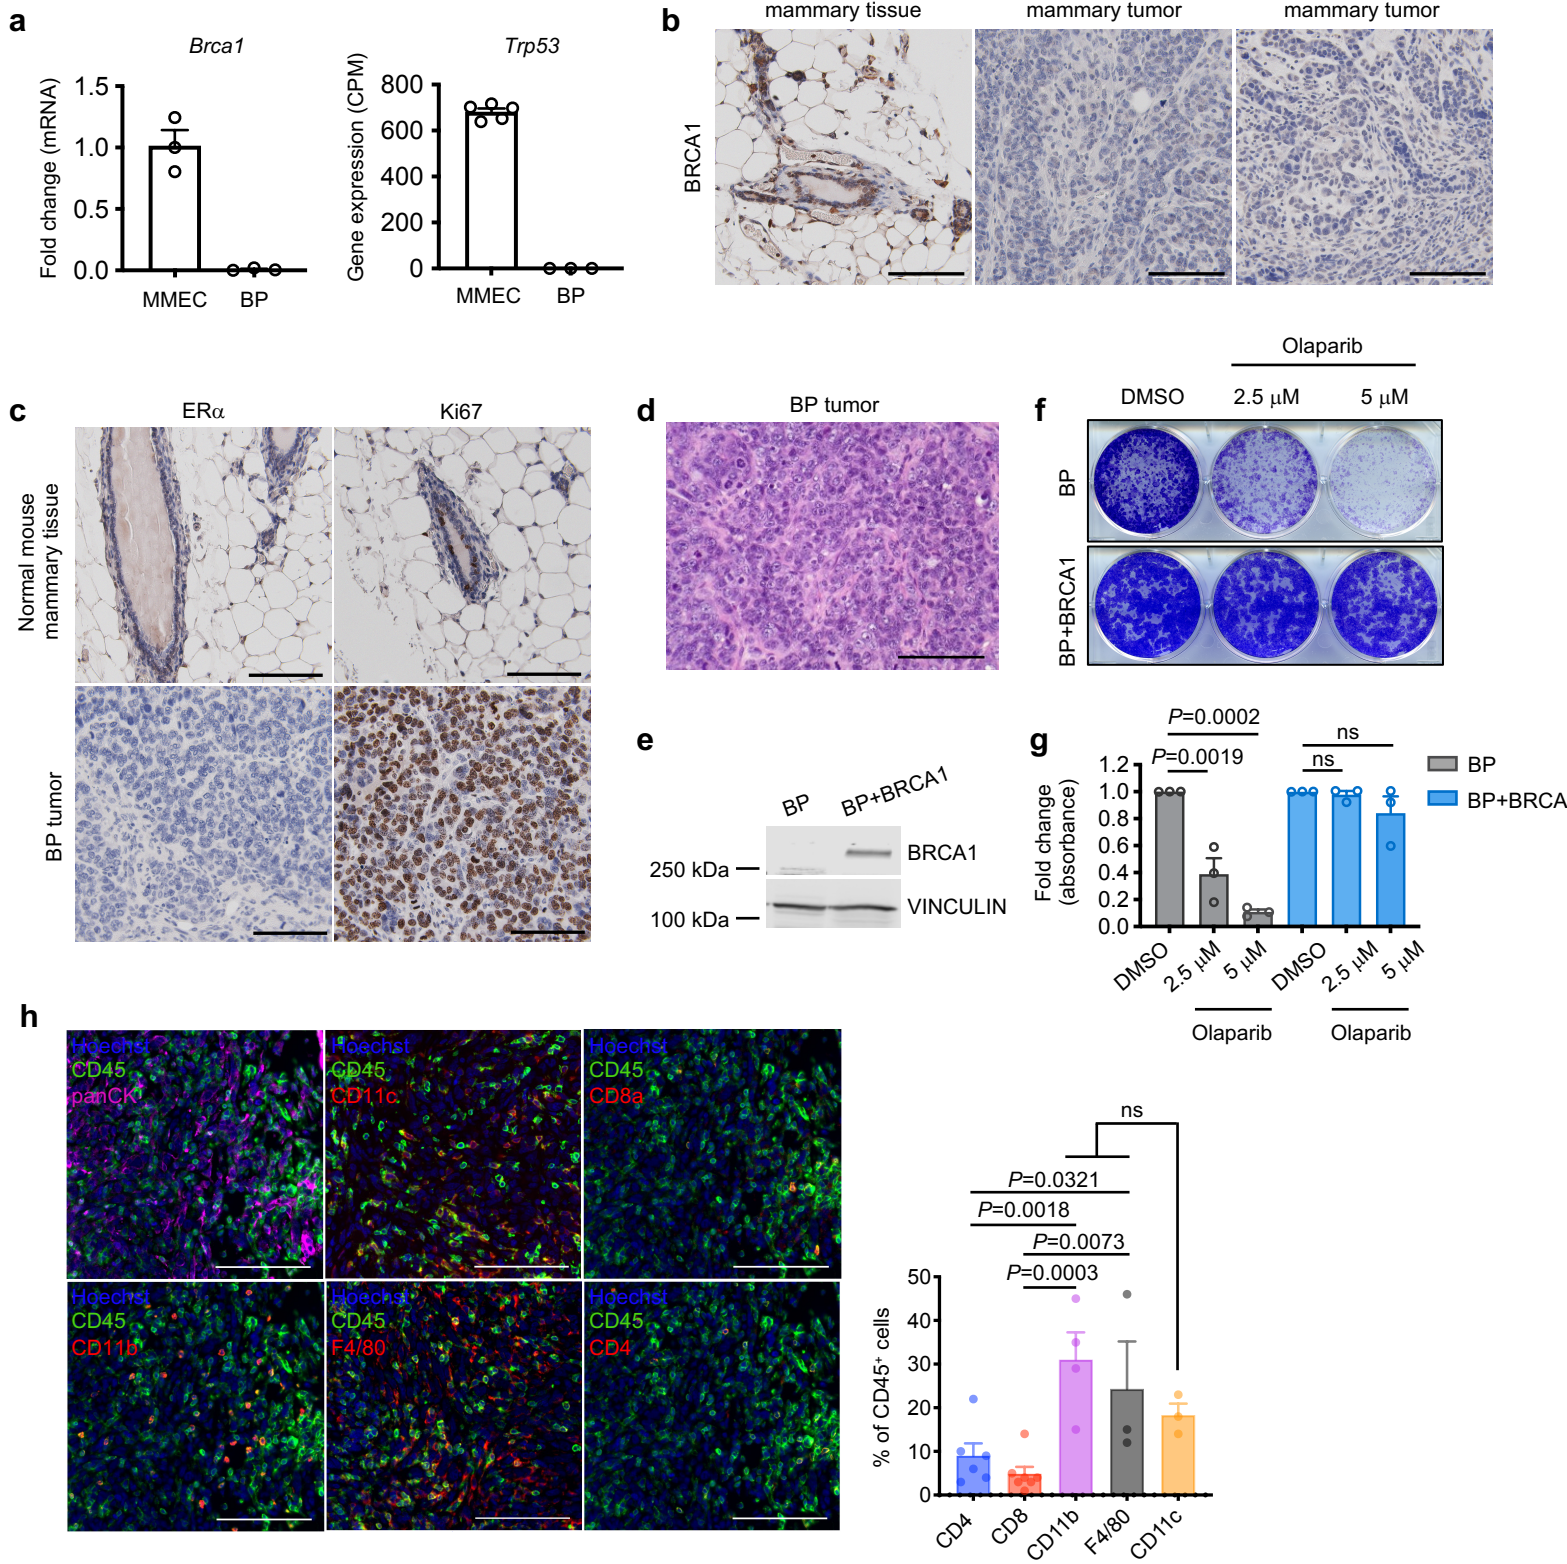 a
Brca1
Fold change (mRNA)
1.5
1.0
0.5
0.0
MMEC
BP
Trp53
Gene expression (CPM)
800
600
400
200
0
MMEC
BP
b
mammary tissue
mammary tumor
mammary tumor
BRCA1
c
ERα
Ki67
Normal mouse
mammary tissue
BP tumor
d
BP tumor
e
BP
BP+BRCA1
250 kDa
BRCA1
100 kDa
VINCULIN
f
Olaparib
DMSO
2.5 μM
5 μM
BP
BP+BRCA1
g
P=0.0002
P=0.0019
ns
ns
Fold change
(absorbance)
1.2
1.0
0.8
0.6
0.4
0.2
0.0
DMSO
2.5 μM
5 μM
DMSO
2.5 μM
5 μM
Olaparib
Olaparib
BP
BP+BRCA
h
Hoechst
CD45
panCK
Hoechst
CD45
CD11c
Hoechst
CD45
CD8a
Hoechst
CD45
CD11b
Hoechst
CD45
F4/80
Hoechst
CD45
CD4
ns
P=0.0321
P=0.0018
P=0.0073
P=0.0003
% of CD45+ cells
50
40
30
20
10
0
CD4
CD8
CD11b
F4/80
CD11c